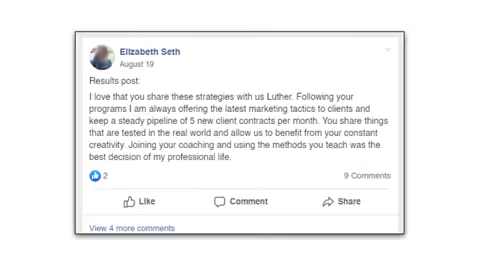 Elizabeth Seth
August 19
Results post:
I love that you share these strategies with us Luther. Following your
programs I am always offering the latest marketing tactics to clients and
keep a steady pipeline of 5 new client contracts per month. You share things
that are tested in the real world and allow us to benefit from your constant
creativity. Joining your coaching and using the methods you teach was the
best decision of my professional life.
2
9 Comments
Like
Comment
Share
View 4 more comments